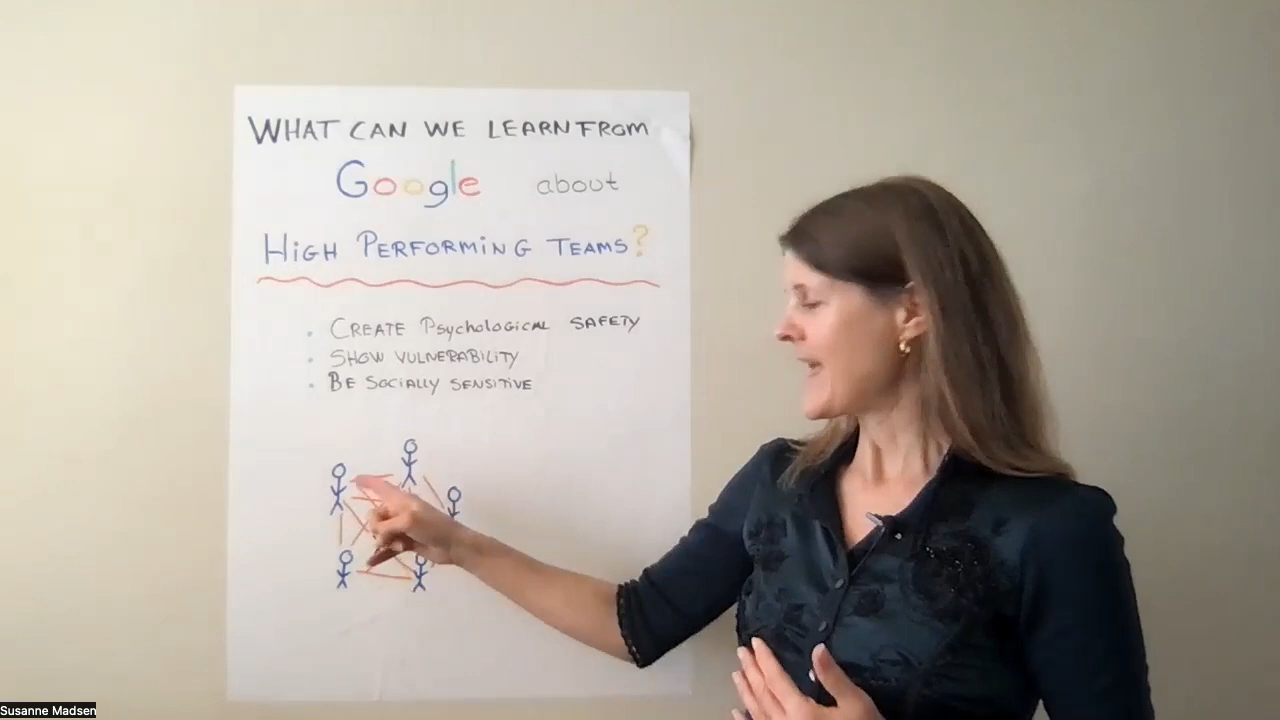 WHAT CAN WE LEARN FROM
Google about
HIGH PERFORMING TEAMS?
• CREATE Psychological SAFETY
• SHOW VULNERABILITY
• BE SOCIALLY SENSITIVE
Susanne Madsen